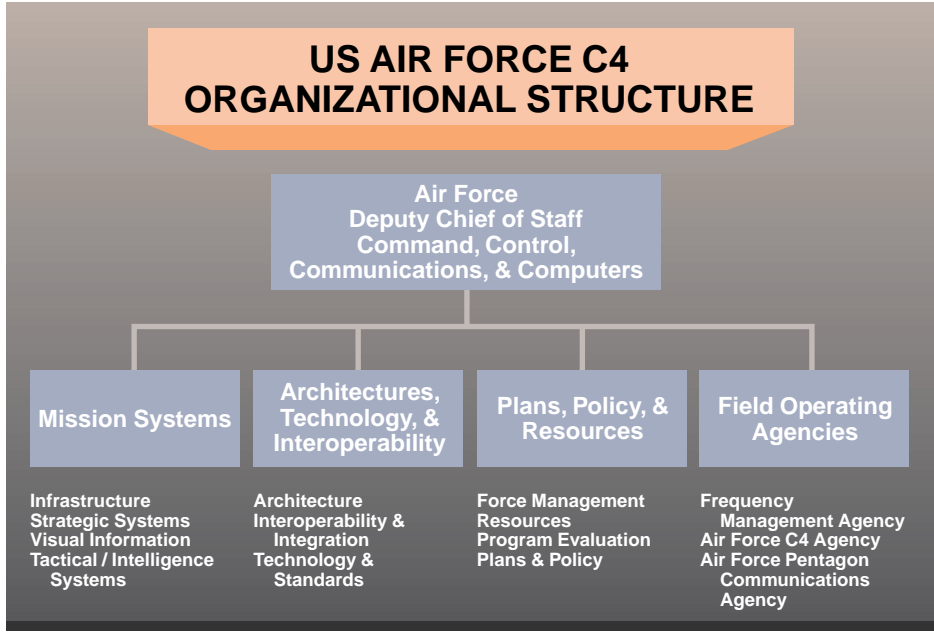 US AIR FORCE C4
ORGANIZATIONAL STRUCTURE
Air Force
Deputy Chief of Staff
Command, Control,
Communications, & Computers
Mission Systems
Infrastructure
Strategic Systems
Visual Information
Tactical / Intelligence
Systems
Architectures,
Technology, &
Interoperability
Architecture
Interoperability &
Integration
Technology &
Standards
Plans, Policy, &
Resources
Force Management
Resources
Program Evaluation
Plans & Policy
Field Operating
Agencies
Frequency
Management Agency
Air Force C4 Agency
Air Force Pentagon
Communications
Agency